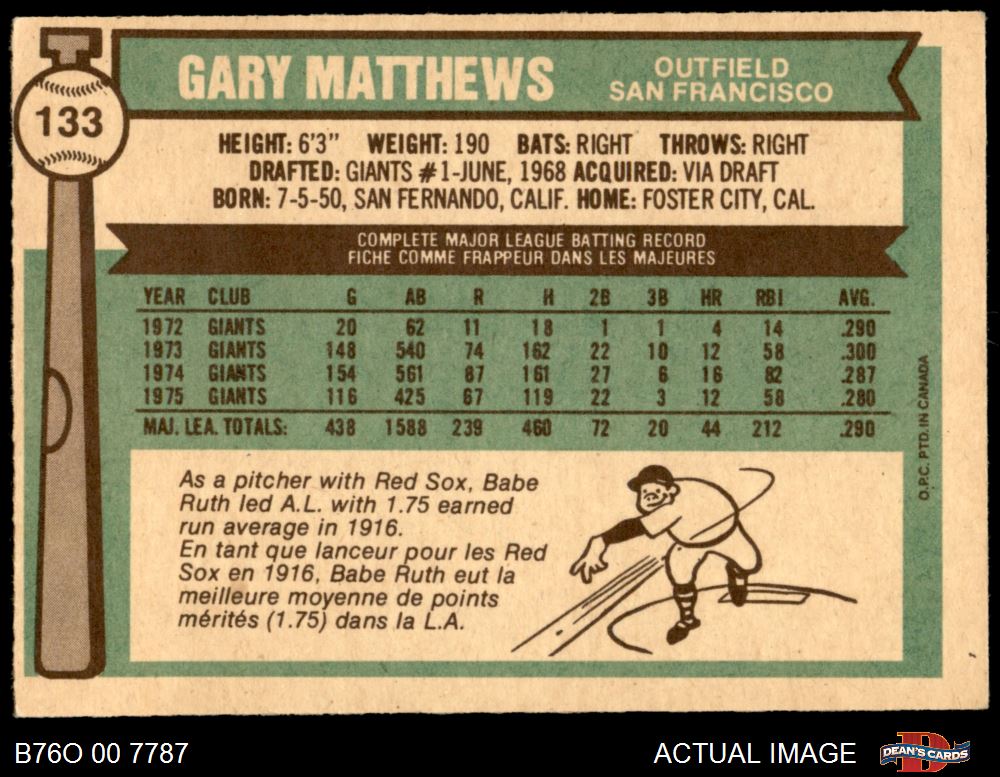 133
GARY MATTHEWS
OUTFIELD
SAN FRANCISCO
HEIGHT: 6'3" WEIGHT: 190 BATS: RIGHT THROWS: RIGHT
DRAFTED: GIANTS #1-JUNE, 1968 ACQUIRED: VIA DRAFT
BORN: 7-5-50, SAN FERNANDO, CALIF. HOME: FOSTER CITY, CAL.
COMPLETE MAJOR LEAGUE BATTING RECORD
FICHE COMME FRAPPEUR DANS LES MAJEURES
YEAR CLUB G AB R H 2B 3B HR RBI AVG.
1972 GIANTS 20 62 11 18 1 1 4 14 .290
1973 GIANTS 148 540 74 162 22 10 12 58 .300
1974 GIANTS 154 561 87 161 27 6 16 82 .287
1975 GIANTS 116 425 67 119 22 3 12 58 .280
MAJ. LEA. TOTALS: 438 1588 239 460 72 20 44 212 .290
O.P.C. PTD. IN CANADA
As a pitcher with Red Sox, Babe
Ruth led A.L. with 1.75 earned
run average in 1916.
En tant que lanceur pour les Red
Sox en 1916, Babe Ruth eut la
meilleure moyenne de points
mérités (1.75) dans la L.A.
B76O 00 7787
ACTUAL IMAGE
D
DEAN'S CARDS